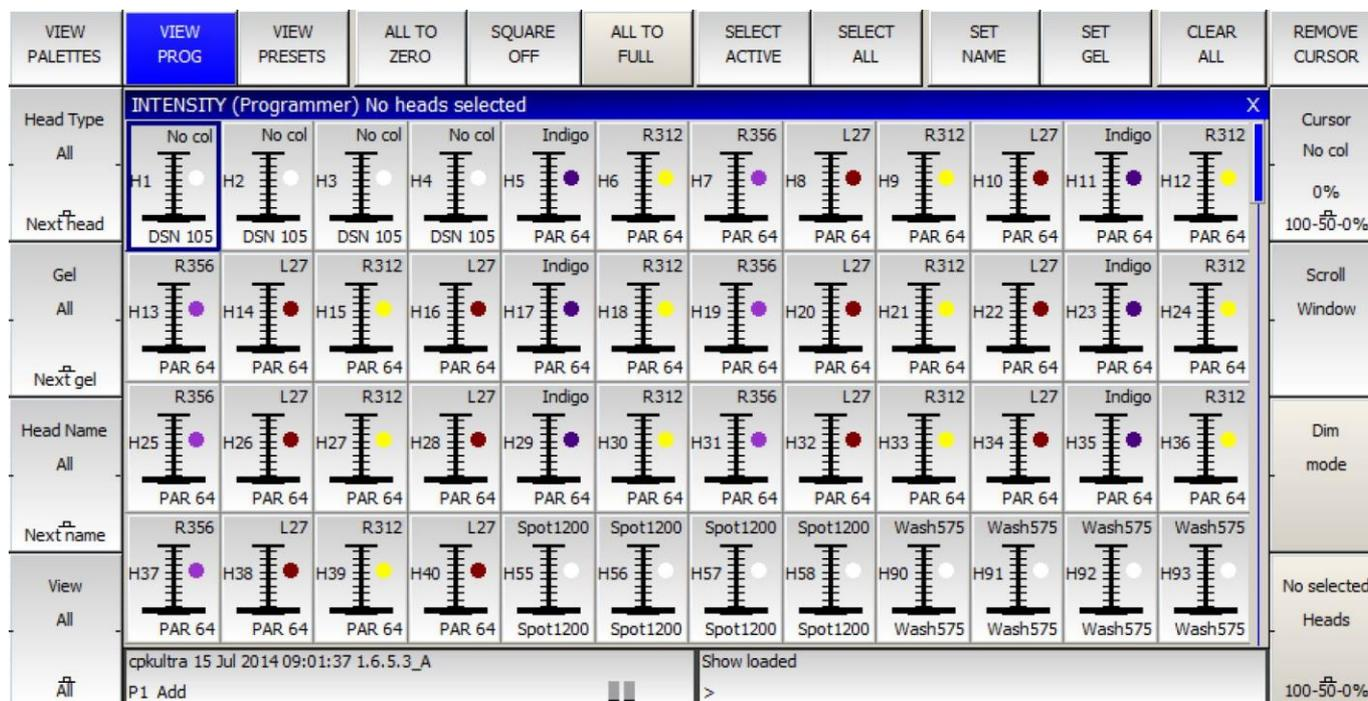 VIEW PALETTES
VIEW PROG
VIEW PRESETS
ALL TO ZERO
SQUARE OFF
ALL TO FULL
SELECT ACTIVE
SELECT ALL
SET NAME
SET GEL
CLEAR ALL
REMOVE CURSOR
Head Type
All
Next head
Gel
All
Next gel
Head Name
All
Next name
View
All
All
INTENSITY (Programmer) No heads selected X
No col No col No col No col Indigo R312 R356 L27 R312 L27 Indigo R312
H1 H2 H3 H4 H5 H6 H7 H8 H9 H10 H11 H12
DSN 105 DSN 105 DSN 105 DSN 105 PAR 64 PAR 64 PAR 64 PAR 64 PAR 64 PAR 64 PAR 64 PAR 64
R356 L27 R312 L27 Indigo R312 R356 L27 R312 L27 Indigo R312
H13 H14 H15 H16 H17 H18 H19 H20 H21 H22 H23 H24
PAR 64 PAR 64 PAR 64 PAR 64 PAR 64 PAR 64 PAR 64 PAR 64 PAR 64 PAR 64 PAR 64 PAR 64
R356 L27 R312 L27 Indigo R312 R356 L27 R312 L27 Indigo R312
H25 H26 H27 H28 H29 H30 H31 H32 H33 H34 H35 H36
PAR 64 PAR 64 PAR 64 PAR 64 PAR 64 PAR 64 PAR 64 PAR 64 PAR 64 PAR 64 PAR 64 PAR 64
R356 L27 R312 L27 Spot1200 Spot1200 Spot1200 Spot1200 Wash575 Wash575 Wash575 Wash575
H37 H38 H39 H40 H55 H56 H57 H58 H90 H91 H92 H93
PAR 64 PAR 64 PAR 64 PAR 64 Spot1200 Spot1200 Spot1200 Spot1200 Wash575 Wash575 Wash575 Wash575
cpkultra 15 Jul 2014 09:01:37 1.6.5.3_A
P1 Add
Show loaded
>
Cursor
No col
0%
100-50-0%
Scroll
Window
Dim
mode
No selected
Heads
100-50-0%